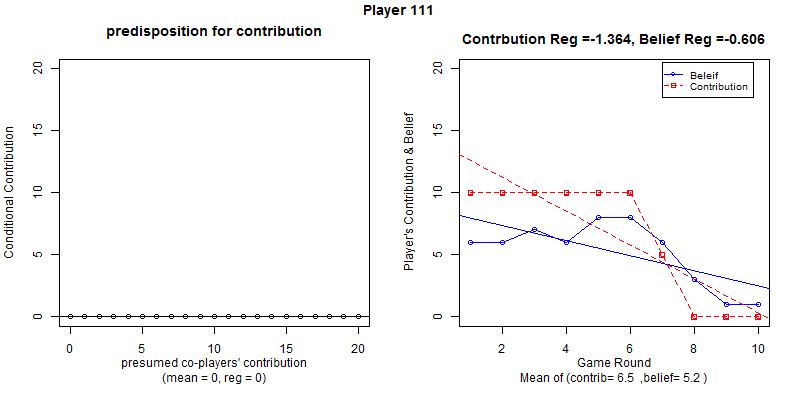 Player 111
predisposition for contribution
Conditional Contribution
0
5
10
15
20
0
5
10
15
20
presumed co-players' contribution
(mean = 0, reg = 0)
Contrbution Reg =-1.364, Belief Reg =-0.606
Player's Contribution & Belief
0
5
10
15
20
Beleif
Contribution
2
4
6
8
10
Game Round
Mean of (contrib= 6.5 ,belief= 5.2 )